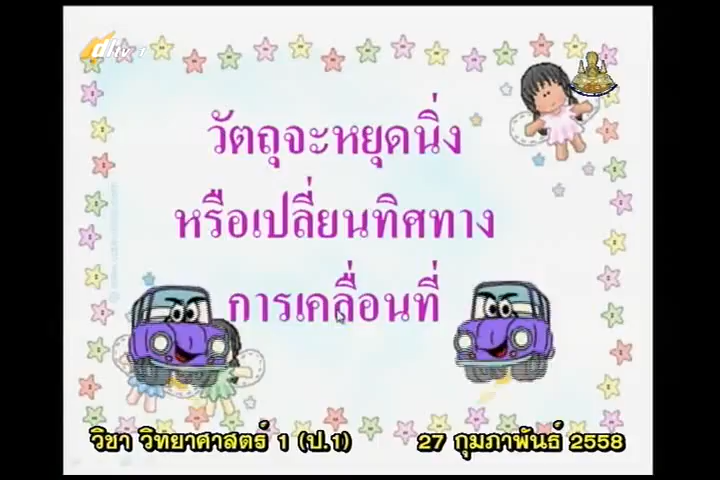 dltv 1
วัตถุจะหยุดนิ่ง
หรือเปลี่ยนทิศทาง
การเคลื่อนที่
วิชา วิทยาศาสตร์ 1 (ป.1) 27 กุมภาพันธ์ 2558